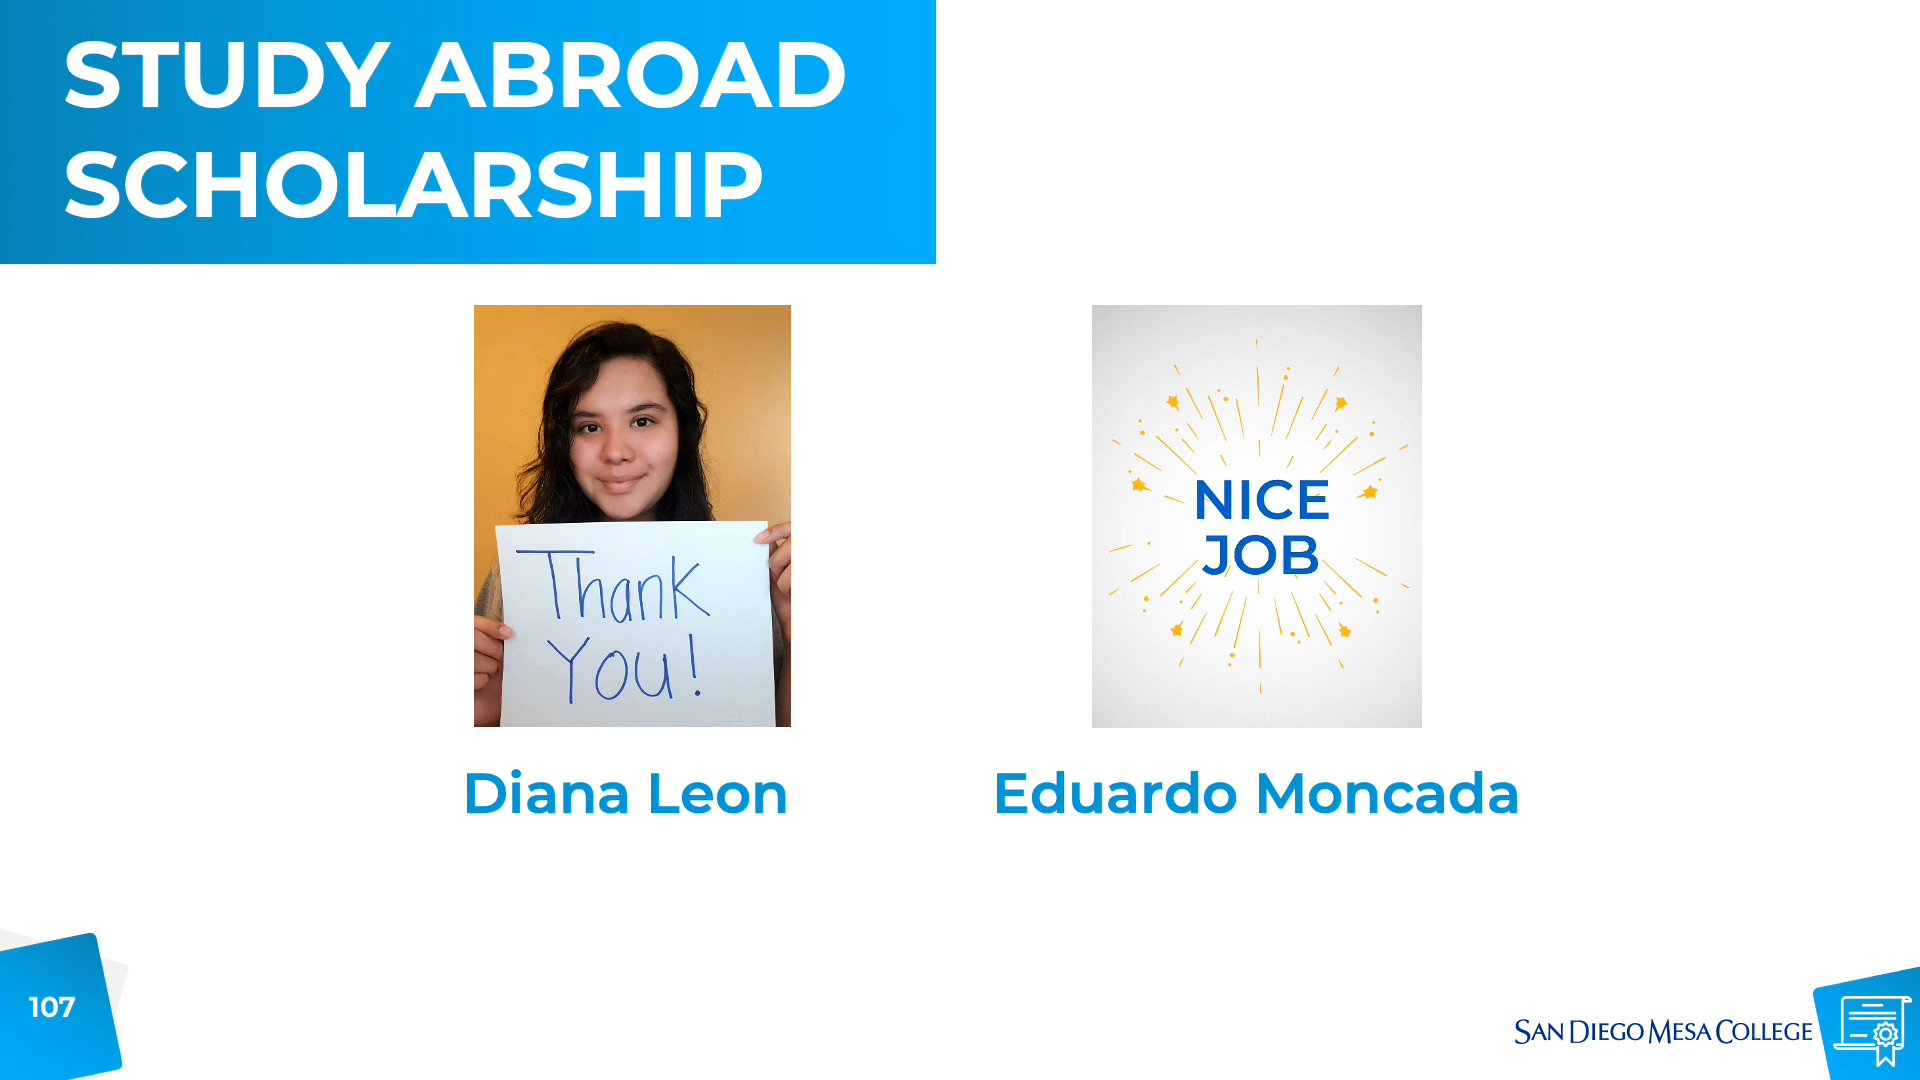 STUDY ABROAD
SCHOLARSHIP
Thank
You!
NICE
JOB
Diana Leon
Eduardo Moncada
107
SAN DIEGO MESA COLLEGE